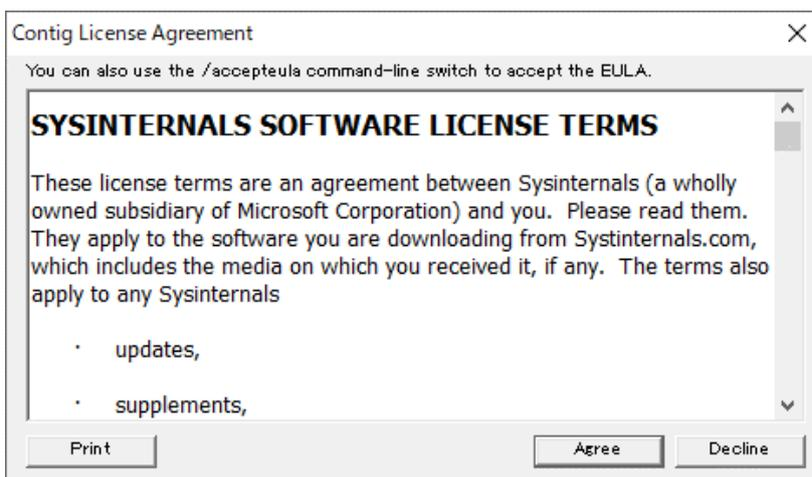 Contig License Agreement
You can also use the /accepteula command-line switch to accept the EULA.
SYSINTERNALS SOFTWARE LICENSE TERMS
These license terms are an agreement between Sysinternals (a wholly
owned subsidiary of Microsoft Corporation) and you.  Please read them.
They apply to the software you are downloading from Systinternals.com,
which includes the media on which you received it, if any.  The terms also
apply to any Sysinternals
· updates,
· supplements,
Print Agree Decline